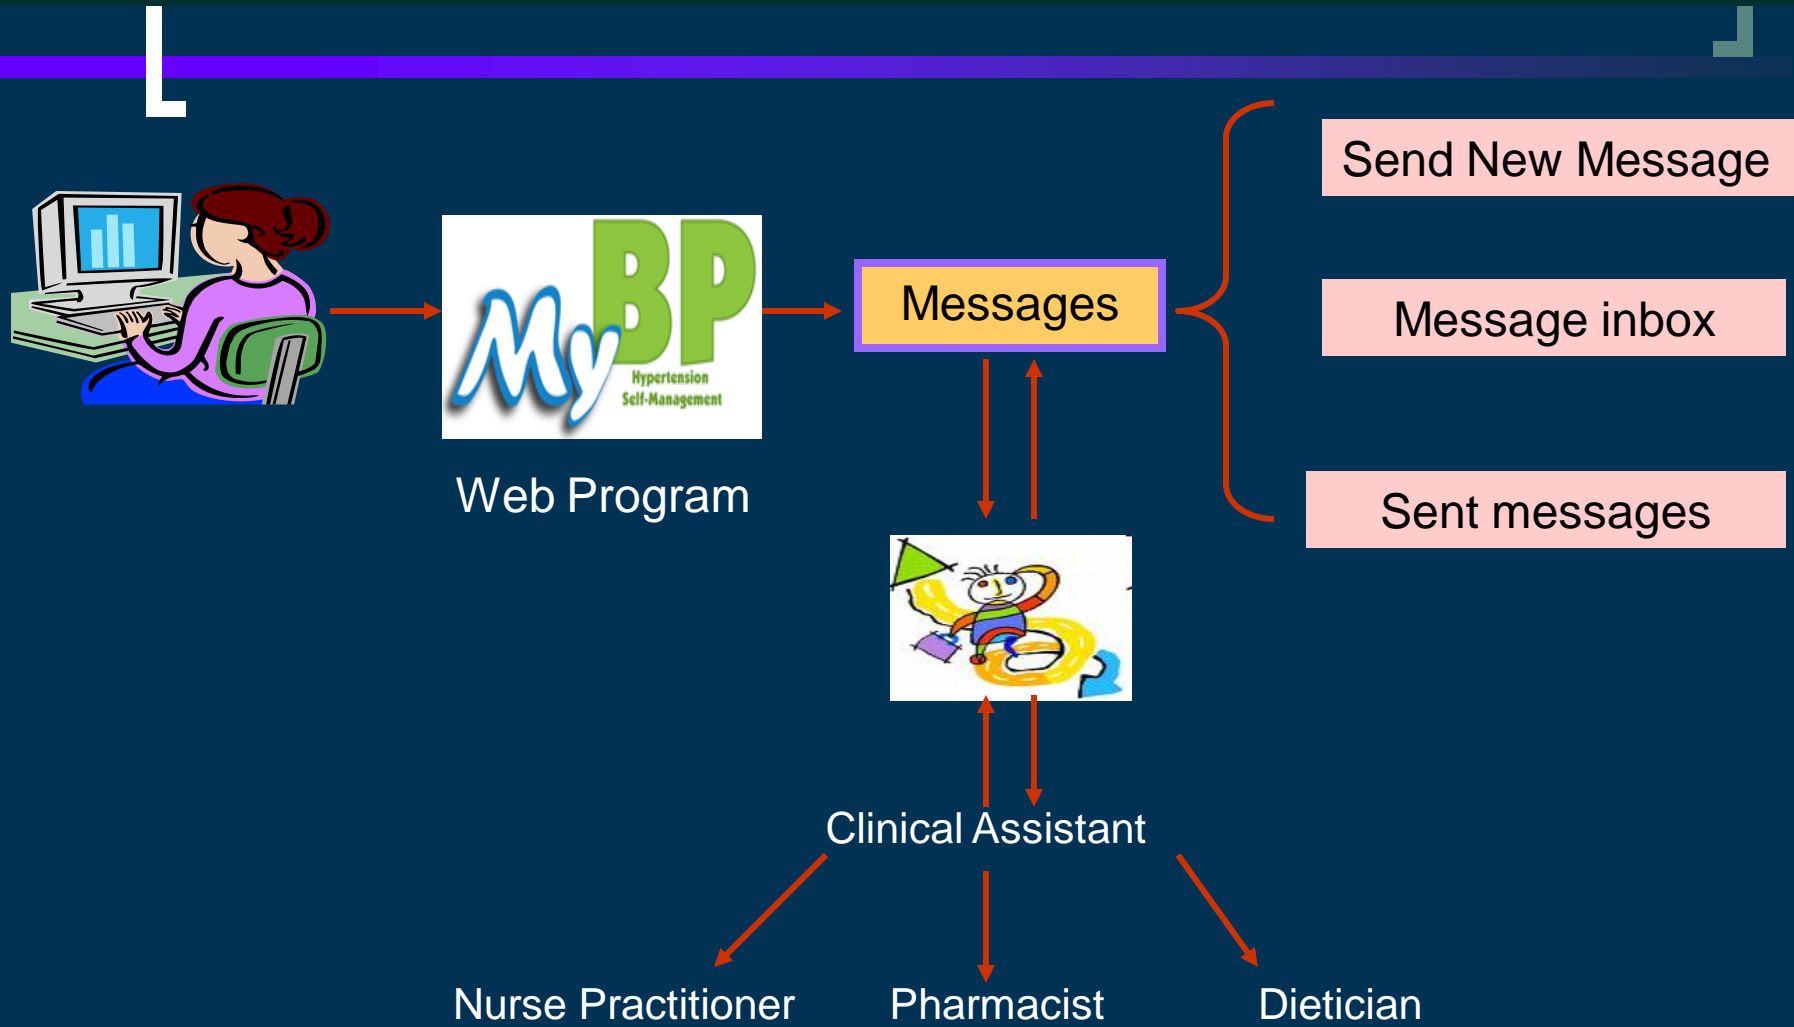 Send New Message
My BP
Hypertension
Self-Management
Messages
Message inbox
Web Program
Sent messages
Clinical Assistant
Nurse Practitioner
Pharmacist
Dietician